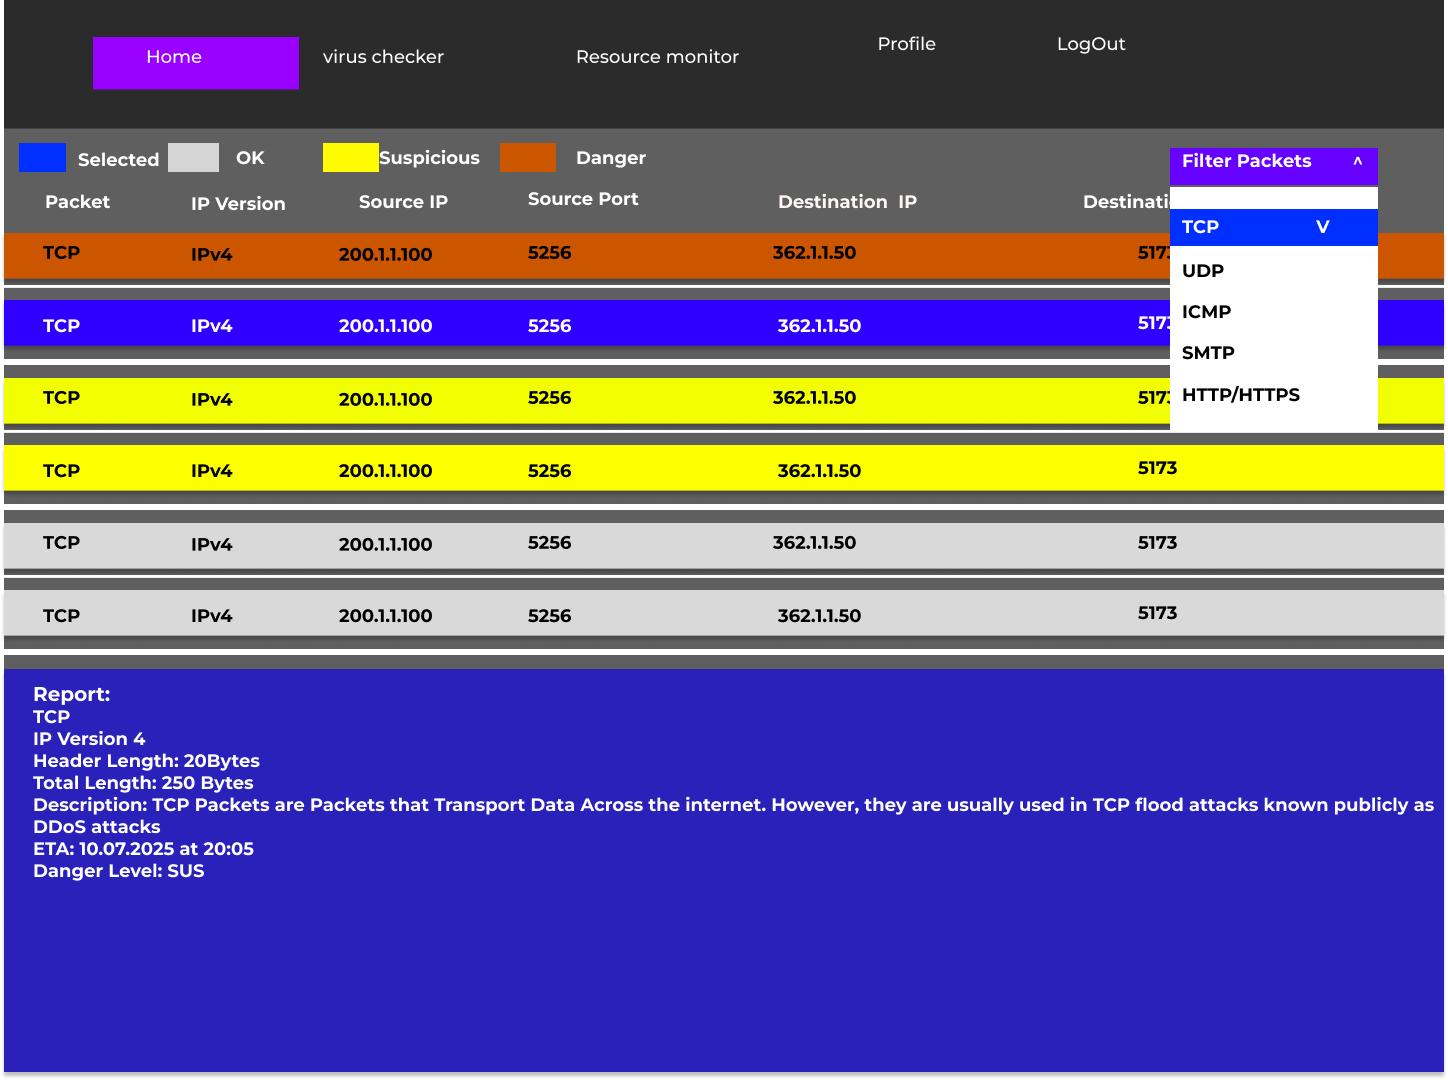 Home virus checker Resource monitor Profile LogOut
Selected OK Suspicious Danger Filter Packets ^
Packet IP Version Source IP Source Port Destination IP Destinati
TCP V
TCP IPv4 200.1.1.100 5256 362.1.1.50 5173
UDP
ICMP
TCP IPv4 200.1.1.100 5256 362.1.1.50 5173
SMTP
HTTP/HTTPS
TCP IPv4 200.1.1.100 5256 362.1.1.50 5173
TCP IPv4 200.1.1.100 5256 362.1.1.50 5173
TCP IPv4 200.1.1.100 5256 362.1.1.50 5173
TCP IPv4 200.1.1.100 5256 362.1.1.50 5173
Report:
TCP
IP Version 4
Header Length: 20Bytes
Total Length: 250 Bytes
Description: TCP Packets are Packets that Transport Data Across the internet. However, they are usually used in TCP flood attacks known publicly as
DDoS attacks
ETA: 10.07.2025 at 20:05
Danger Level: SUS